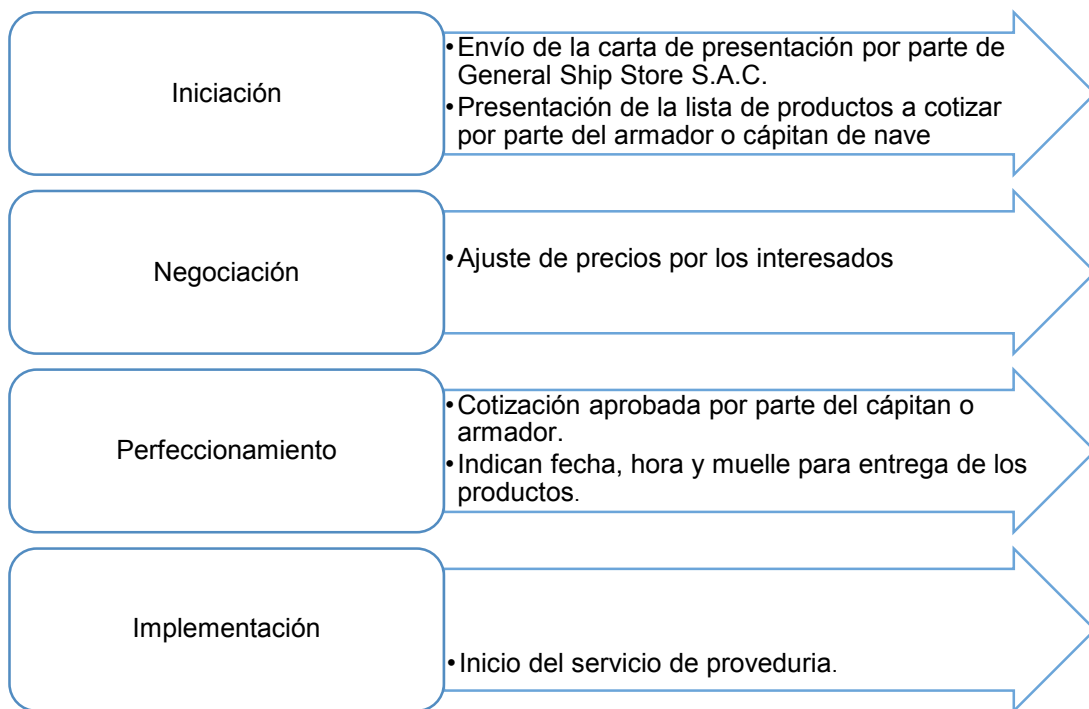 Iniciación
•Envío de la carta de presentación por parte de
General Ship Store S.A.C.
•Presentación de la lista de productos a cotizar
por parte del armador o cápitan de nave
Negociación
•Ajuste de precios por los interesados
Perfeccionamiento
•Cotización aprobada por parte del cápitan o
armador.
•Indican fecha, hora y muelle para entrega de los
productos.
Implementación
•Inicio del servicio de proveduria.